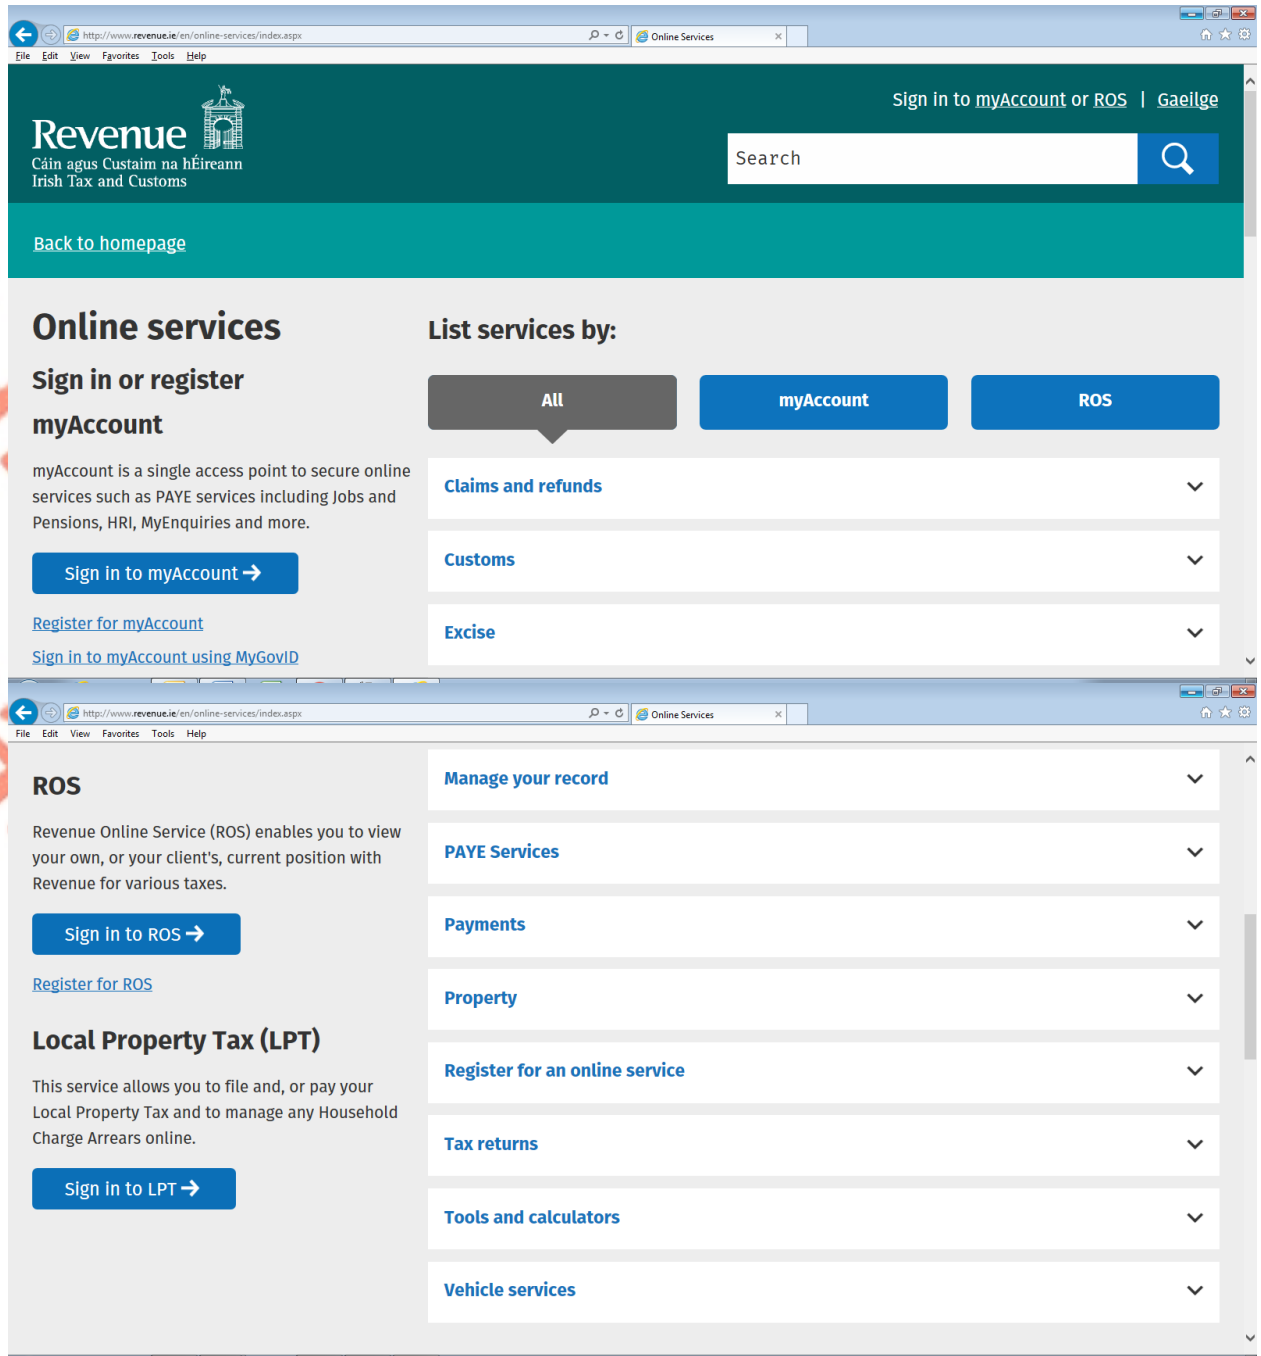 http://www.revenue.ie/en/online-services/index.aspx
Online Services
File Edit View Favorites Tools Help
Revenue
Cáin agus Custaim na hÉireann
Irish Tax and Customs
Sign in to myAccount or ROS | Gaeilge
Search
Back to homepage
Online services
Sign in or register
myAccount
myAccount is a single access point to secure online
services such as PAYE services including Jobs and
Pensions, HRI, MyEnquiries and more.
Sign in to myAccount
Register for myAccount
Sign in to myAccount using MyGovID
List services by:
All myAccount ROS
Claims and refunds
Customs
Excise
http://www.revenue.ie/en/online-services/index.aspx
Online Services
File Edit View Favorites Tools Help
ROS
Revenue Online Service (ROS) enables you to view
your own, or your client's, current position with
Revenue for various taxes.
Sign in to ROS
Register for ROS
Local Property Tax (LPT)
This service allows you to file and, or pay your
Local Property Tax and to manage any Household
Charge Arrears online.
Sign in to LPT
Manage your record
PAYE Services
Payments
Property
Register for an online service
Tax returns
Tools and calculators
Vehicle services